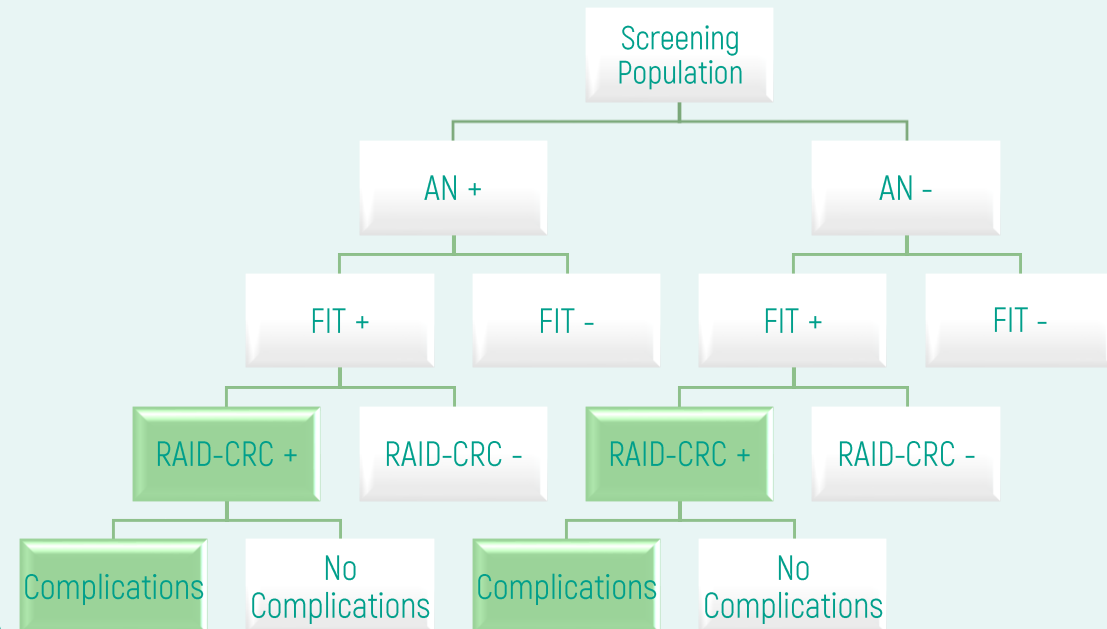 Screening
Population
AN +
AN -
FIT +
FIT -
FIT +
FIT -
RAID-CRC +
RAID-CRC -
RAID-CRC +
RAID-CRC -
Complications
No
Complications
Complications
No
Complications